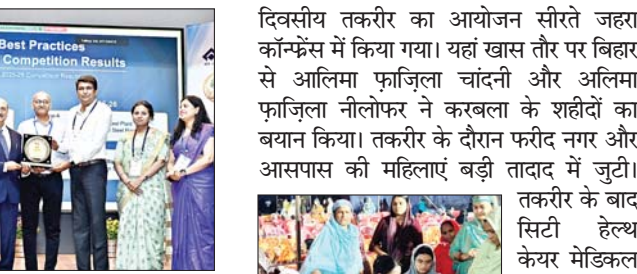 Best Practices
Competition Results
दिवसीय तकरीर का आयोजन सीरते जहरा
कॉन्फ्रेंस में किया गया। यहां खास तौर पर बिहार
से आलिमा फ़ाज़िला चांदनी और अलिमा
फ़ाज़िला नीलोफर ने करबला के शहीदों का
बयान किया। तकरीर के दौरान फरीद नगर और
आसपास की महिलाएं बड़ी तादाद में जुटी।
तकरीर के बाद
सिटी हेल्थ
केयर मेडिकल